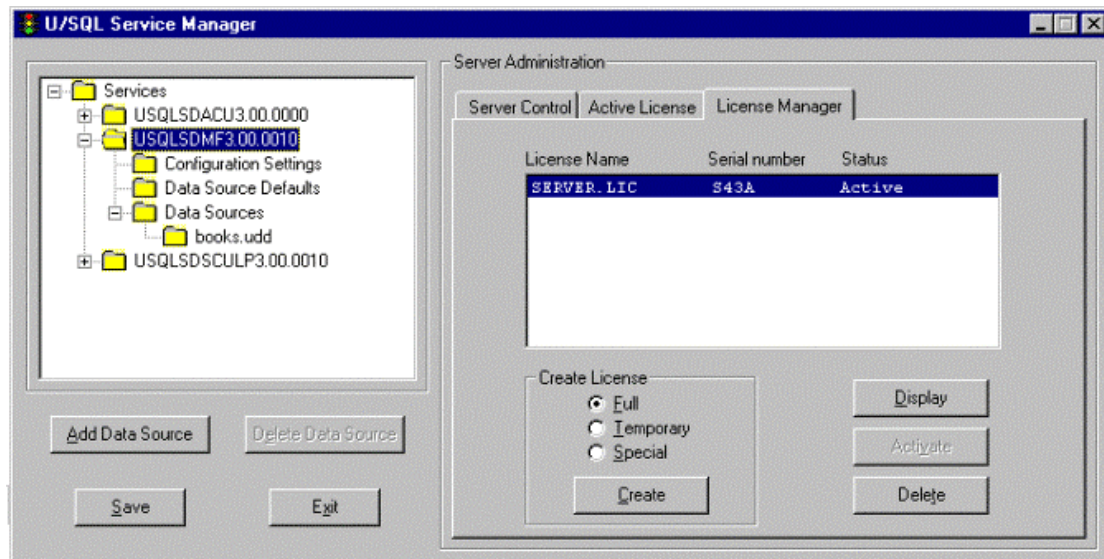 U/SQL Service Manager
Services
USQLSDACU3.00.0000
USQLSDMF3.00.0010
Configuration Settings
Data Source Defaults
Data Sources
books.udd
USQLSDSCULP3.00.0010
Add Data Source
Delete Data Source
Save
Exit
Server Administration
Server Control
Active License
License Manager
License Name Serial number Status
SERVER.LIC S43A Active
Create License
Full
Temporary
Special
Create
Display
Activate
Delete